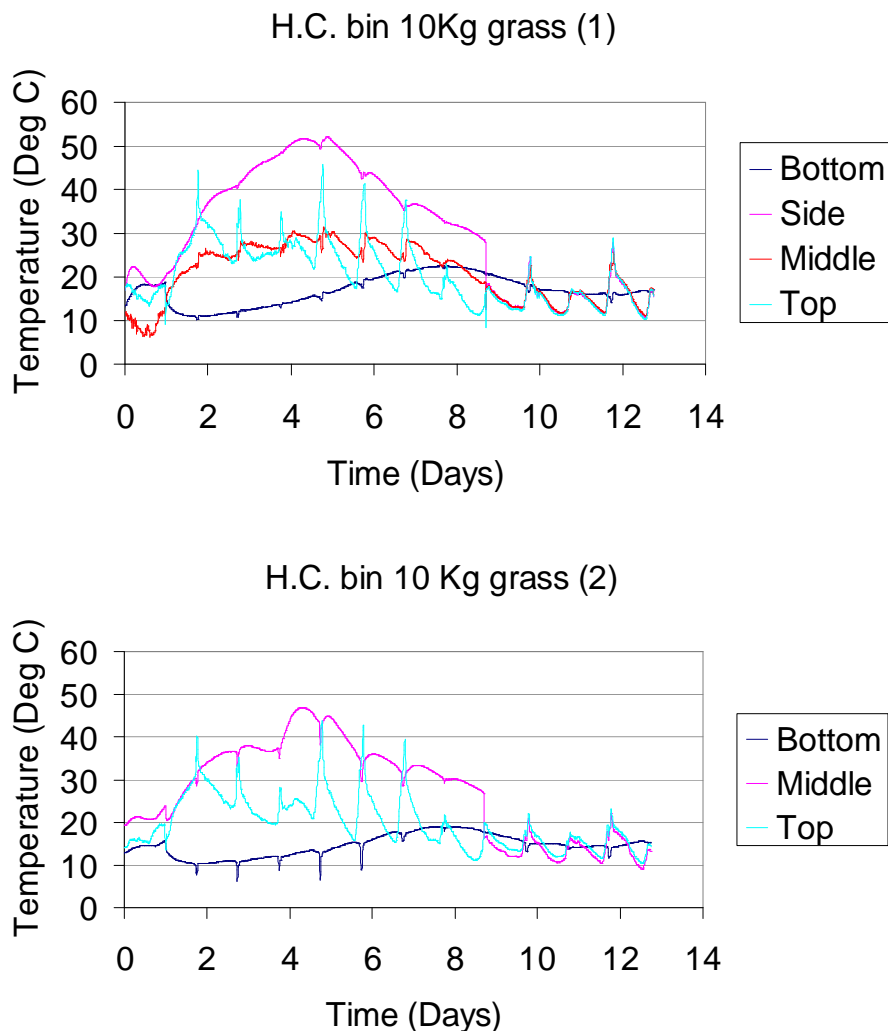 H.C. bin 10Kg grass (1)
Temperature (Deg C)
60
50
40
30
20
10
0
0 2 4 6 8 10 12 14
Time (Days)
Bottom
Side
Middle
Top
H.C. bin 10 Kg grass (2)
Temperature (Deg C)
60
50
40
30
20
10
0
0 2 4 6 8 10 12 14
Time (Days)
Bottom
Middle
Top